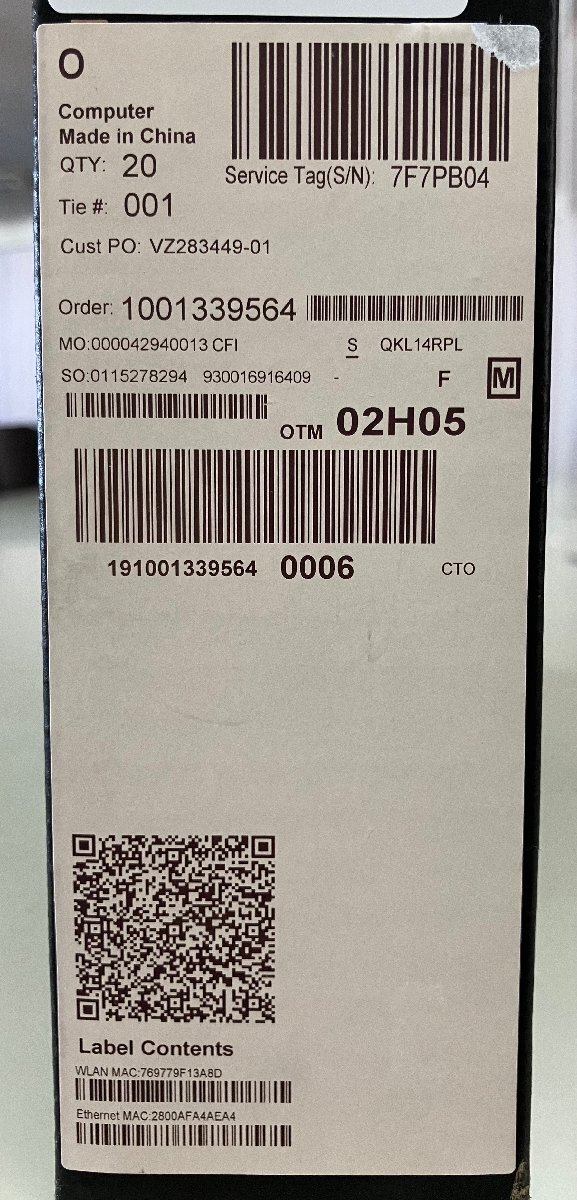 O
Computer
Made in China
QTY: 20
Service Tag(S/N): 7F7PB04
Tie #: 001
Cust PO: VZ283449-01
Order: 1001339564
MO:000042940013 CFI S QKL14RPL
SO:0115278294 930016916409 - F M
OTM 02H05
191001339564 0006 CTO
Label Contents
WLAN MAC:769779F13A8D
Ethernet MAC:2800AFA4AEA4